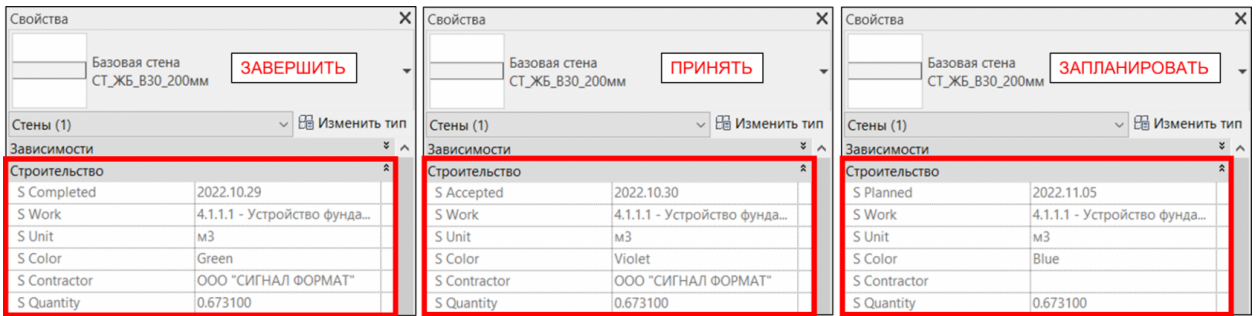 Свойства
Базовая стена
СТ_ЖБ_В30_200мм
ЗАВЕРШИТЬ
Стены (1)
Изменить тип
Зависимости
Строительство
S Completed 2022.10.29
S Work 4.1.1.1 - Устройство фунда...
S Unit м3
S Color Green
S Contractor ООО "СИГНАЛ ФОРМАТ"
S Quantity 0.673100
Свойства
Базовая стена
СТ_ЖБ_В30_200мм
ПРИНЯТЬ
Стены (1)
Изменить тип
Зависимости
Строительство
S Accepted 2022.10.30
S Work 4.1.1.1 - Устройство фунда...
S Unit м3
S Color Violet
S Contractor ООО "СИГНАЛ ФОРМАТ"
S Quantity 0.673100
Свойства
Базовая стена
СТ_ЖБ_В30_200мм
ЗАПЛАНИРОВАТЬ
Стены (1)
Изменить тип
Зависимости
Строительство
S Planned 2022.11.05
S Work 4.1.1.1 - Устройство фунда...
S Unit м3
S Color Blue
S Contractor
S Quantity 0.673100